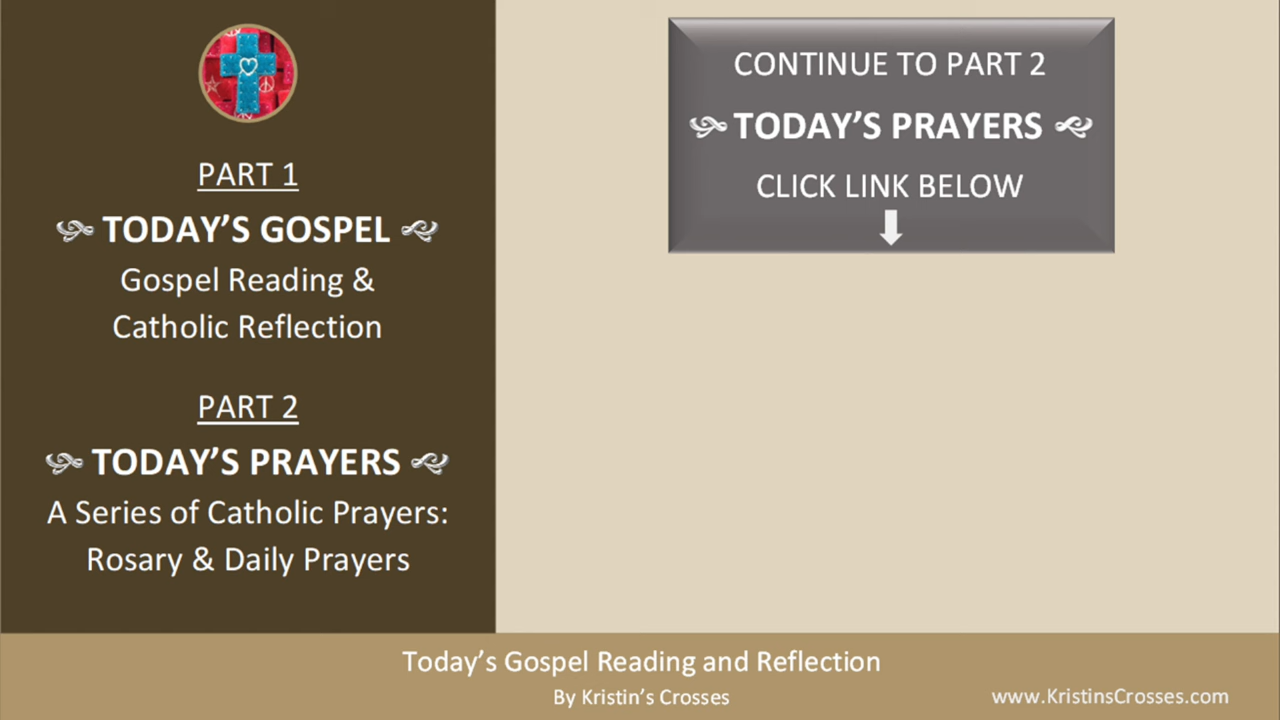 PART 1
TODAY’S GOSPEL
Gospel Reading &
Catholic Reflection
PART 2
TODAY’S PRAYERS
A Series of Catholic Prayers:
Rosary & Daily Prayers
CONTINUE TO PART 2
TODAY’S PRAYERS
CLICK LINK BELOW
Today’s Gospel Reading and Reflection
By Kristin’s Crosses
www.KristinsCrosses.com